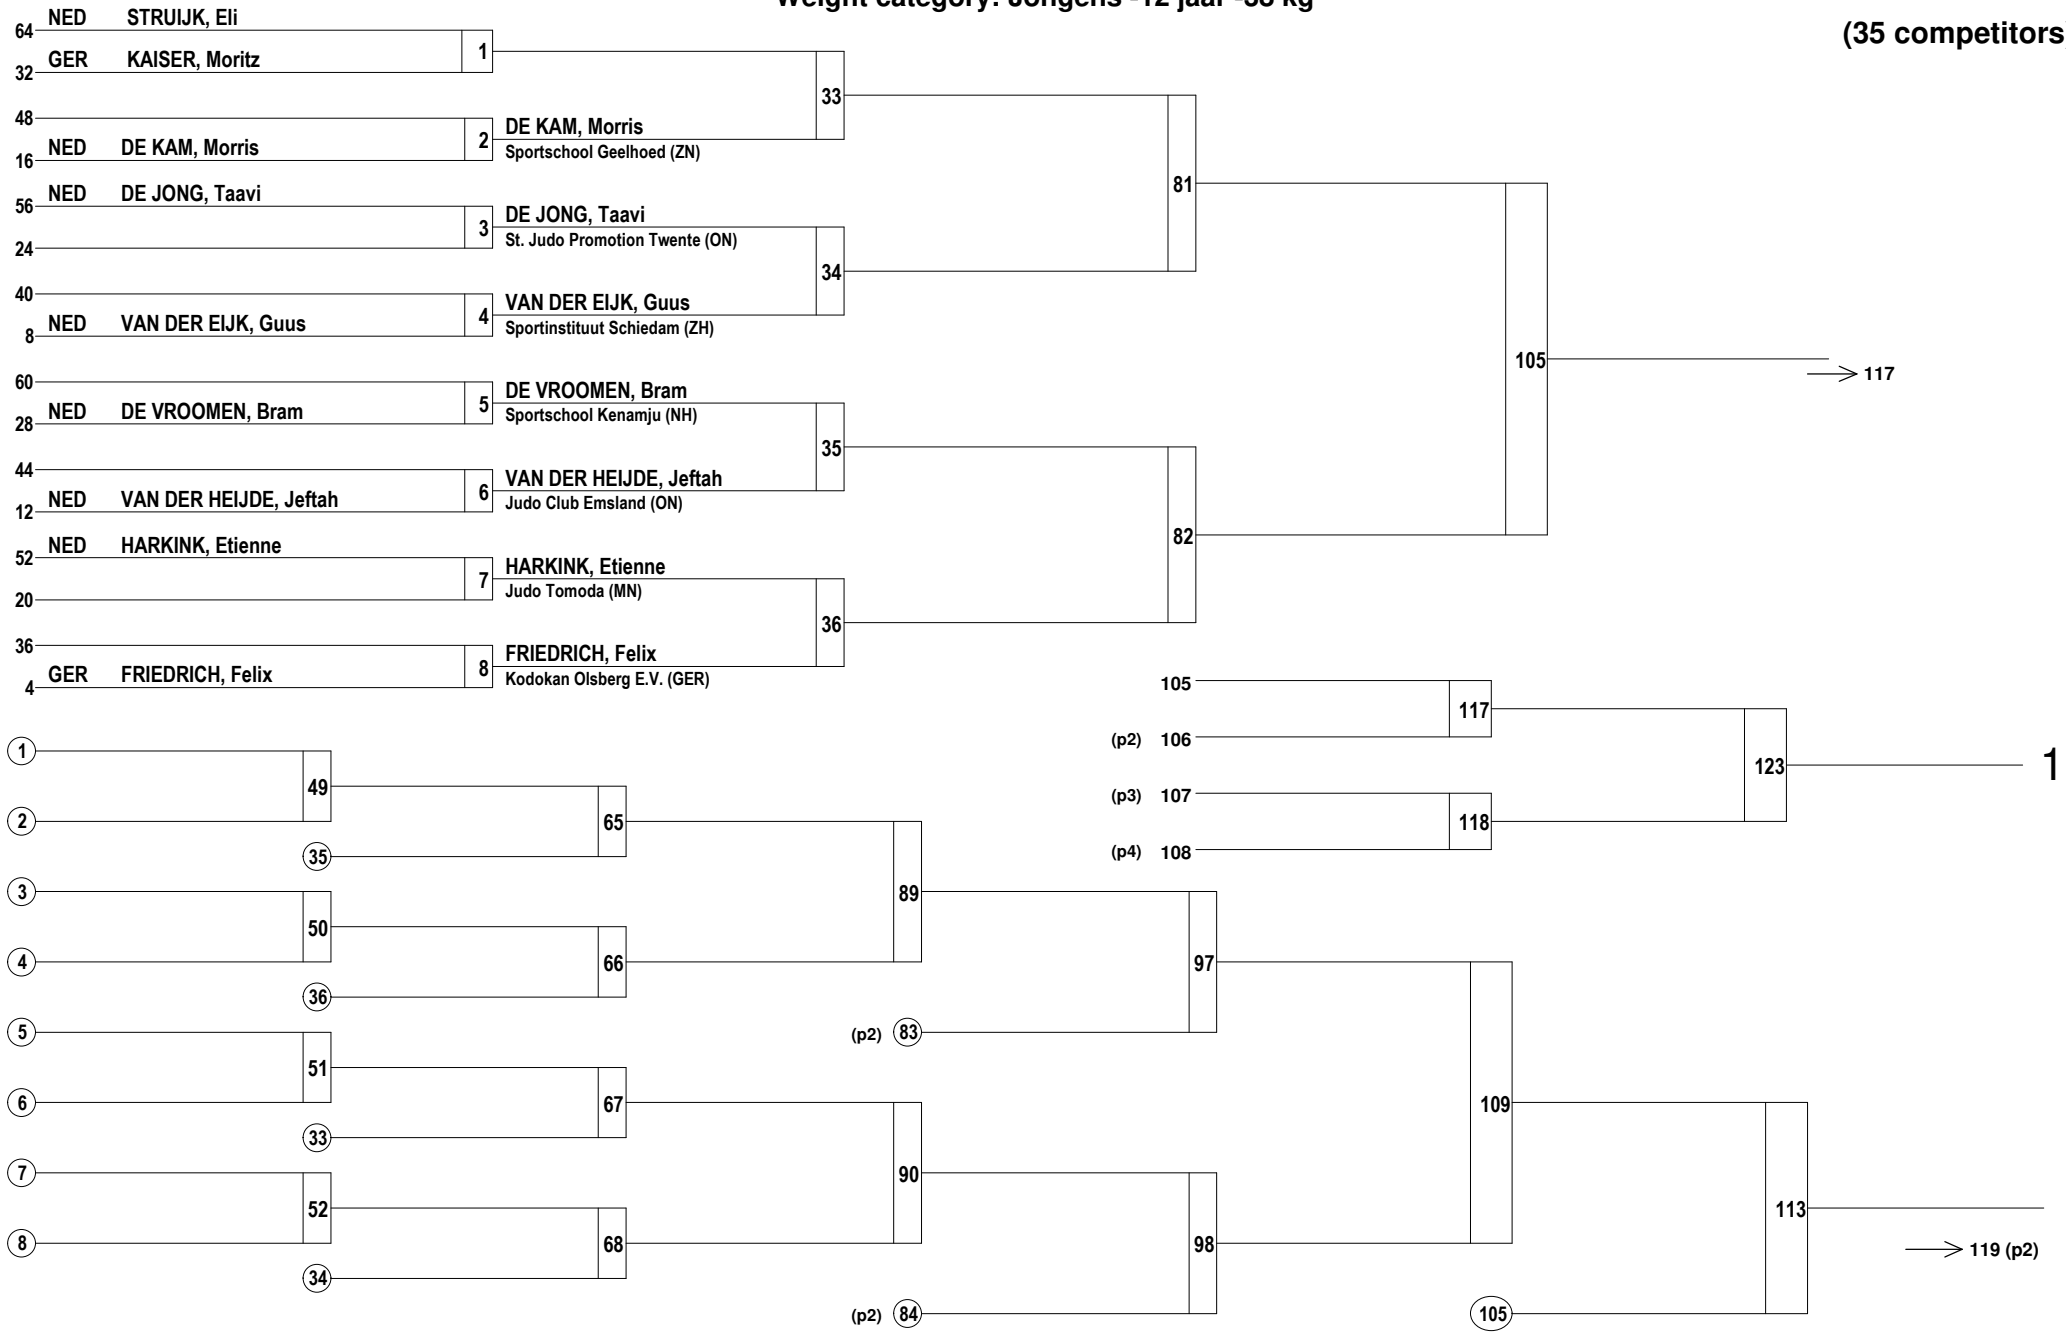 Weight category: Jongens -12 jaar -38 kg
(35 competitors)
NED STRUIJK, Eli
64
GER KAISER, Moritz
32
1
48
NED DE KAM, Morris
16
2
DE KAM, Morris
Sportschool Geelhoed (ZN)
33
NED DE JONG, Taavi
56
24
3
DE JONG, Taavi
St. Judo Promotion Twente (ON)
40
NED VAN DER EIJK, Guus
8
4
VAN DER EIJK, Guus
Sportinstituut Schiedam (ZH)
34
81
60
NED DE VROOMEN, Bram
28
5
DE VROOMEN, Bram
Sportschool Kenamju (NH)
44
NED VAN DER HEIJDE, Jeftah
12
6
VAN DER HEIJDE, Jeftah
Judo Club Emsland (ON)
35
NED HARKINK, Etienne
52
20
7
HARKINK, Etienne
Judo Tomoda (MN)
36
GER FRIEDRICH, Felix
4
8
FRIEDRICH, Felix
Kodokan Olsberg E.V. (GER)
36
82
105
117
105
(p2) 106
117
(p3) 107
(p4) 108
118
123
1
1
2
49
35
65
3
4
50
36
66
89
(p2) 83
97
5
6
51
33
67
7
8
52
34
68
90
(p2) 84
98
109
105
113
119 (p2)